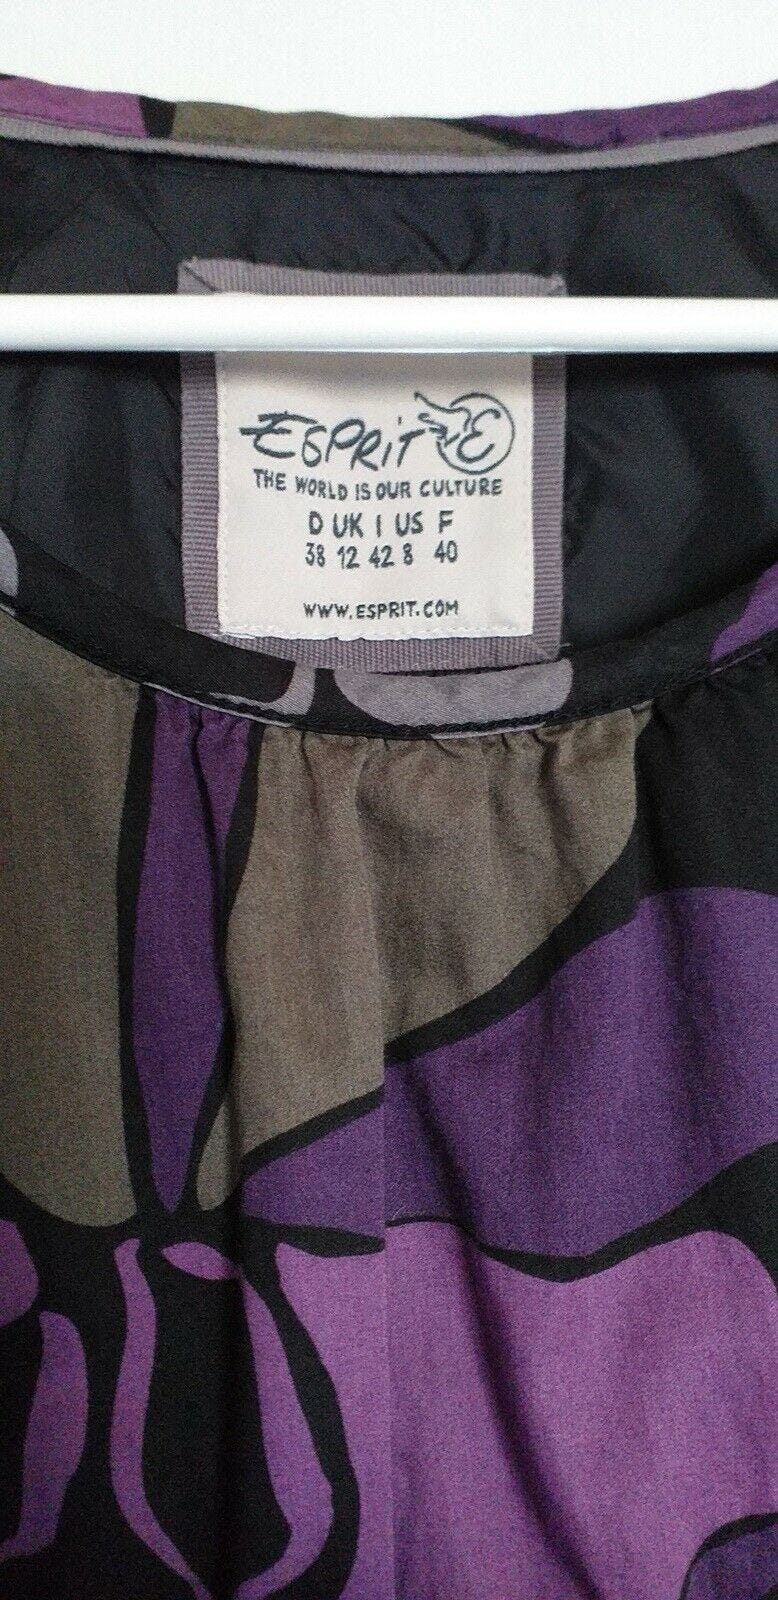 ESPRIT E
THE WORLD IS OUR CULTURE
D UK I US F
38 12 42 8 40
WWW.ESPRIT.COM